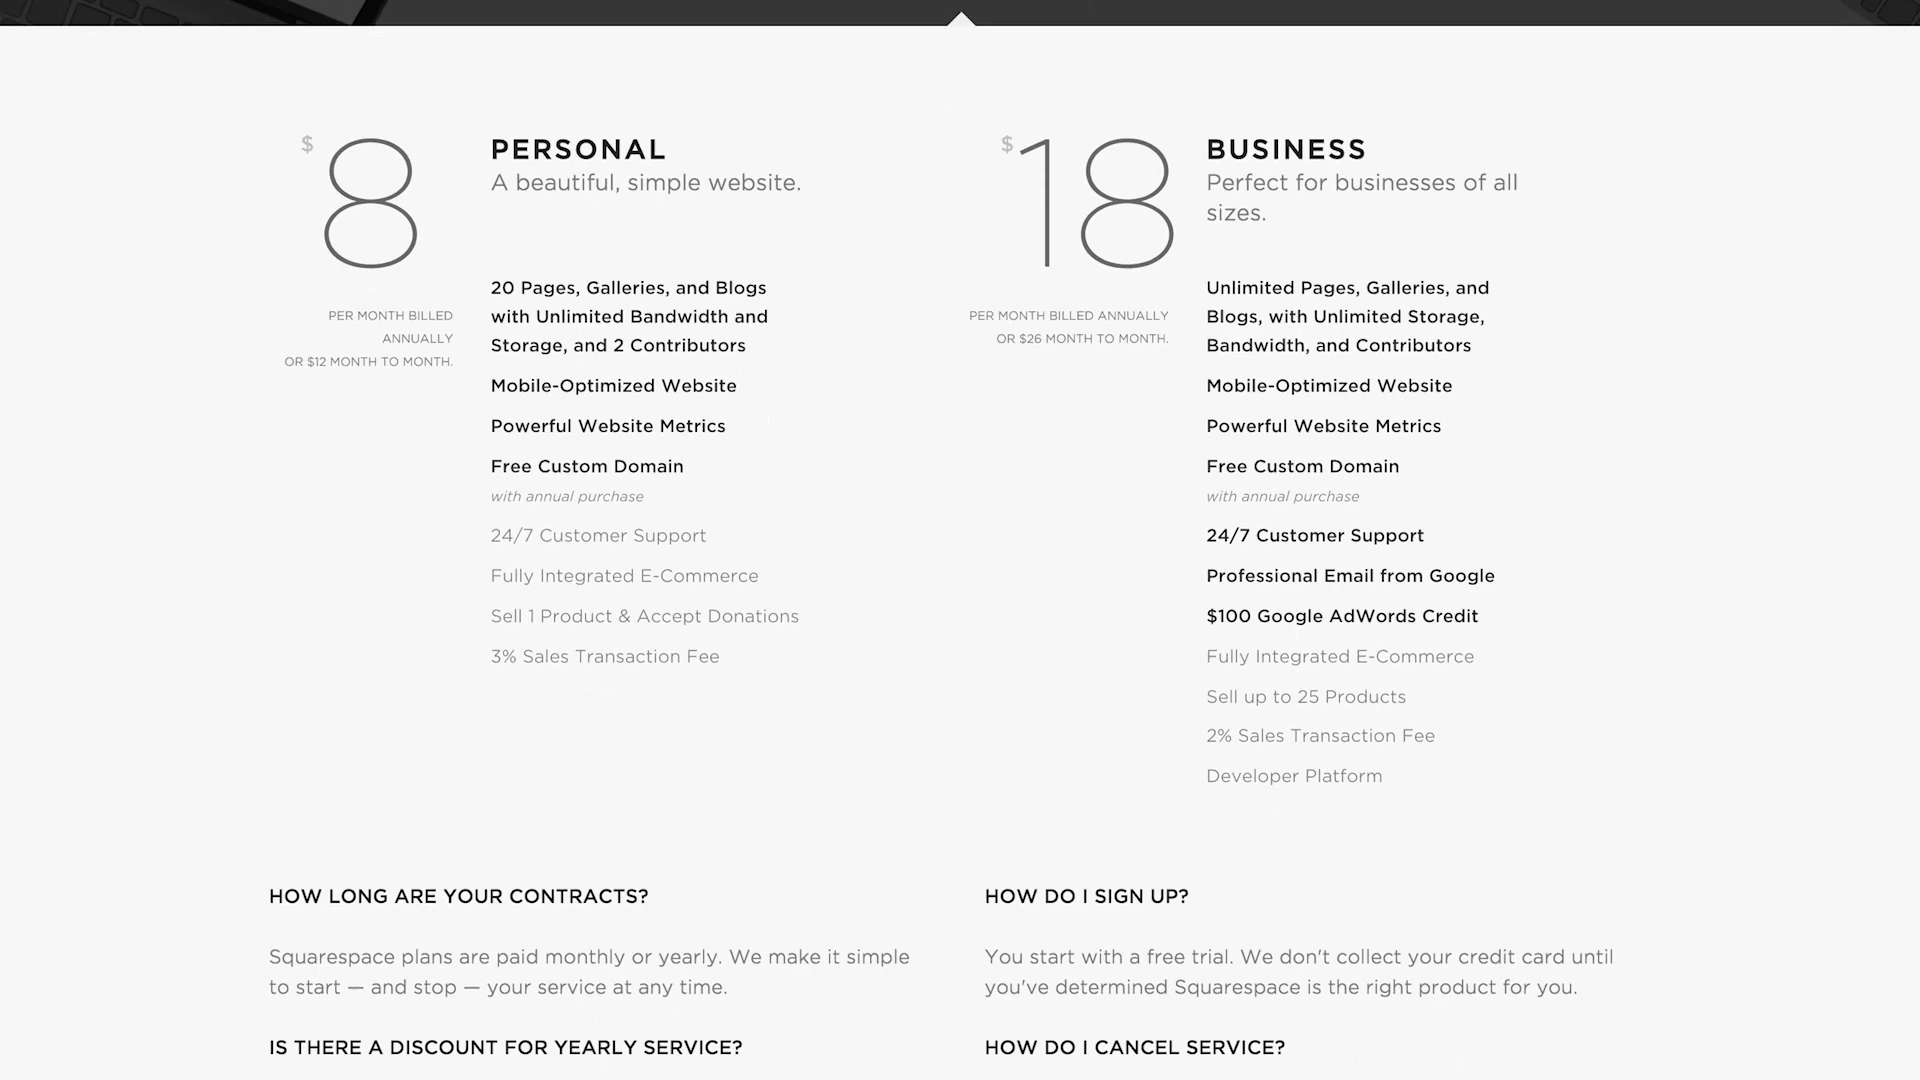 $8
PERSONAL
A beautiful, simple website.
PER MONTH BILLED
ANNUALLY
OR $12 MONTH TO MONTH.
20 Pages, Galleries, and Blogs
with Unlimited Bandwidth and
Storage, and 2 Contributors
Mobile-Optimized Website
Powerful Website Metrics
Free Custom Domain
with annual purchase
24/7 Customer Support
Fully Integrated E-Commerce
Sell 1 Product & Accept Donations
3% Sales Transaction Fee
$18
BUSINESS
Perfect for businesses of all
sizes.
PER MONTH BILLED ANNUALLY
OR $26 MONTH TO MONTH.
Unlimited Pages, Galleries, and
Blogs, with Unlimited Storage,
Bandwidth, and Contributors
Mobile-Optimized Website
Powerful Website Metrics
Free Custom Domain
with annual purchase
24/7 Customer Support
Professional Email from Google
$100 Google AdWords Credit
Fully Integrated E-Commerce
Sell up to 25 Products
2% Sales Transaction Fee
Developer Platform
HOW LONG ARE YOUR CONTRACTS?
Squarespace plans are paid monthly or yearly. We make it simple
to start — and stop — your service at any time.
IS THERE A DISCOUNT FOR YEARLY SERVICE?
HOW DO I SIGN UP?
You start with a free trial. We don't collect your credit card until
you've determined Squarespace is the right product for you.
HOW DO I CANCEL SERVICE?